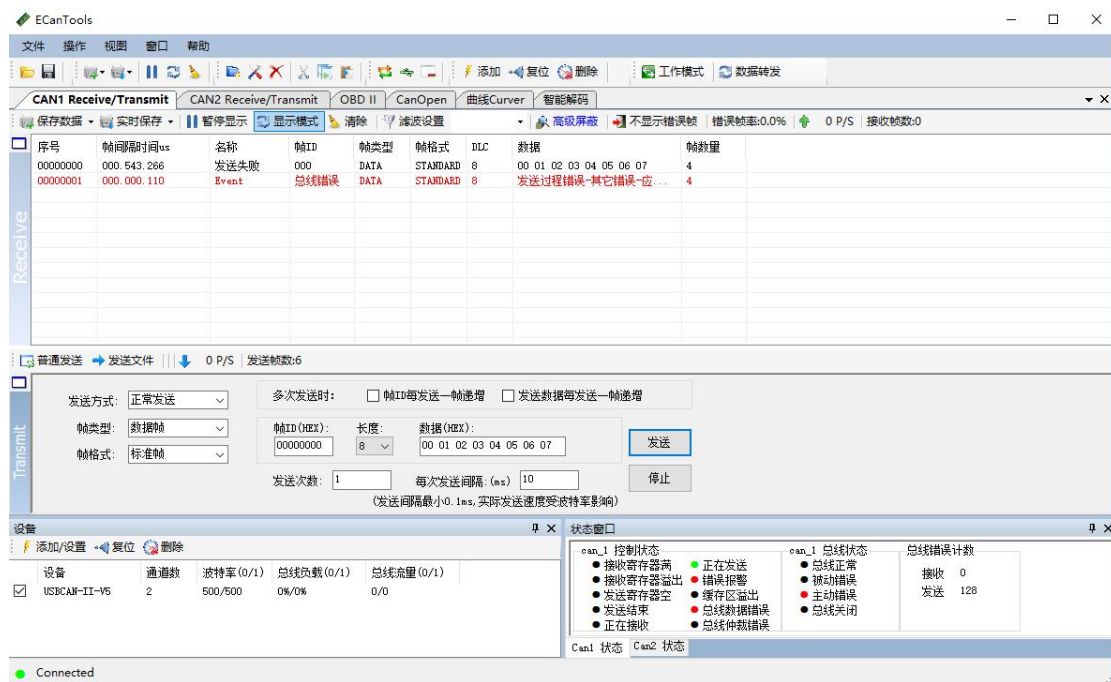 ECanTools
文件 操作 视图 窗口 帮助
添加 复位 删除 工作模式 数据转发
CAN1 Receive/Transmit CAN2 Receive/Transmit OBD II CanOpen 曲线Curver 智能解码
保存数据 实时保存 暂停显示 显示模式 清除 滤波设置 高级屏蔽 不显示错误帧 错误帧率:0.0% 0 P/S 接收帧数:0
序号 帧间隔时间us 名称 帧ID 帧类型 帧格式 DLC 数据 帧数量
00000000 000.543.266 发送失败 000 DATA STANDARD 8 00 01 02 03 04 05 06 07 4
00000001 000.000.110 Event 总线错误 DATA STANDARD 8 发送过程错误-其它错误-应... 4
Receive
普通发送 发送文件 0 P/S 发送帧数:6
Transmit
发送方式: 正常发送 多次发送时: 帧ID每发送一帧递增 发送数据每发送一帧递增
帧类型: 数据帧 帧ID(HEX): 长度: 数据(HEX):
00000000 8 00 01 02 03 04 05 06 07 发送
帧格式: 标准帧
发送次数: 1 每次发送间隔:(ms) 10 停止
(发送间隔最小0.1ms,实际发送速度受波特率影响)
设备
添加/设置 复位 删除
设备 通道数 波特率(0/1) 总线负载(0/1) 总线流量(0/1)
USBCAN-II-V5 2 500/500 0%/0% 0/0
状态窗口
can_1 控制状态 can_1 总线状态 总线错误计数
接收寄存器满 正在发送 总线正常 接收 0
接收寄存器溢出 错误报警 被动错误
发送寄存器空 缓存区溢出 主动错误 发送 128
发送结束 总线数据错误 总线关闭
正在接收 总线仲裁错误
Can1 状态 Can2 状态
Connected